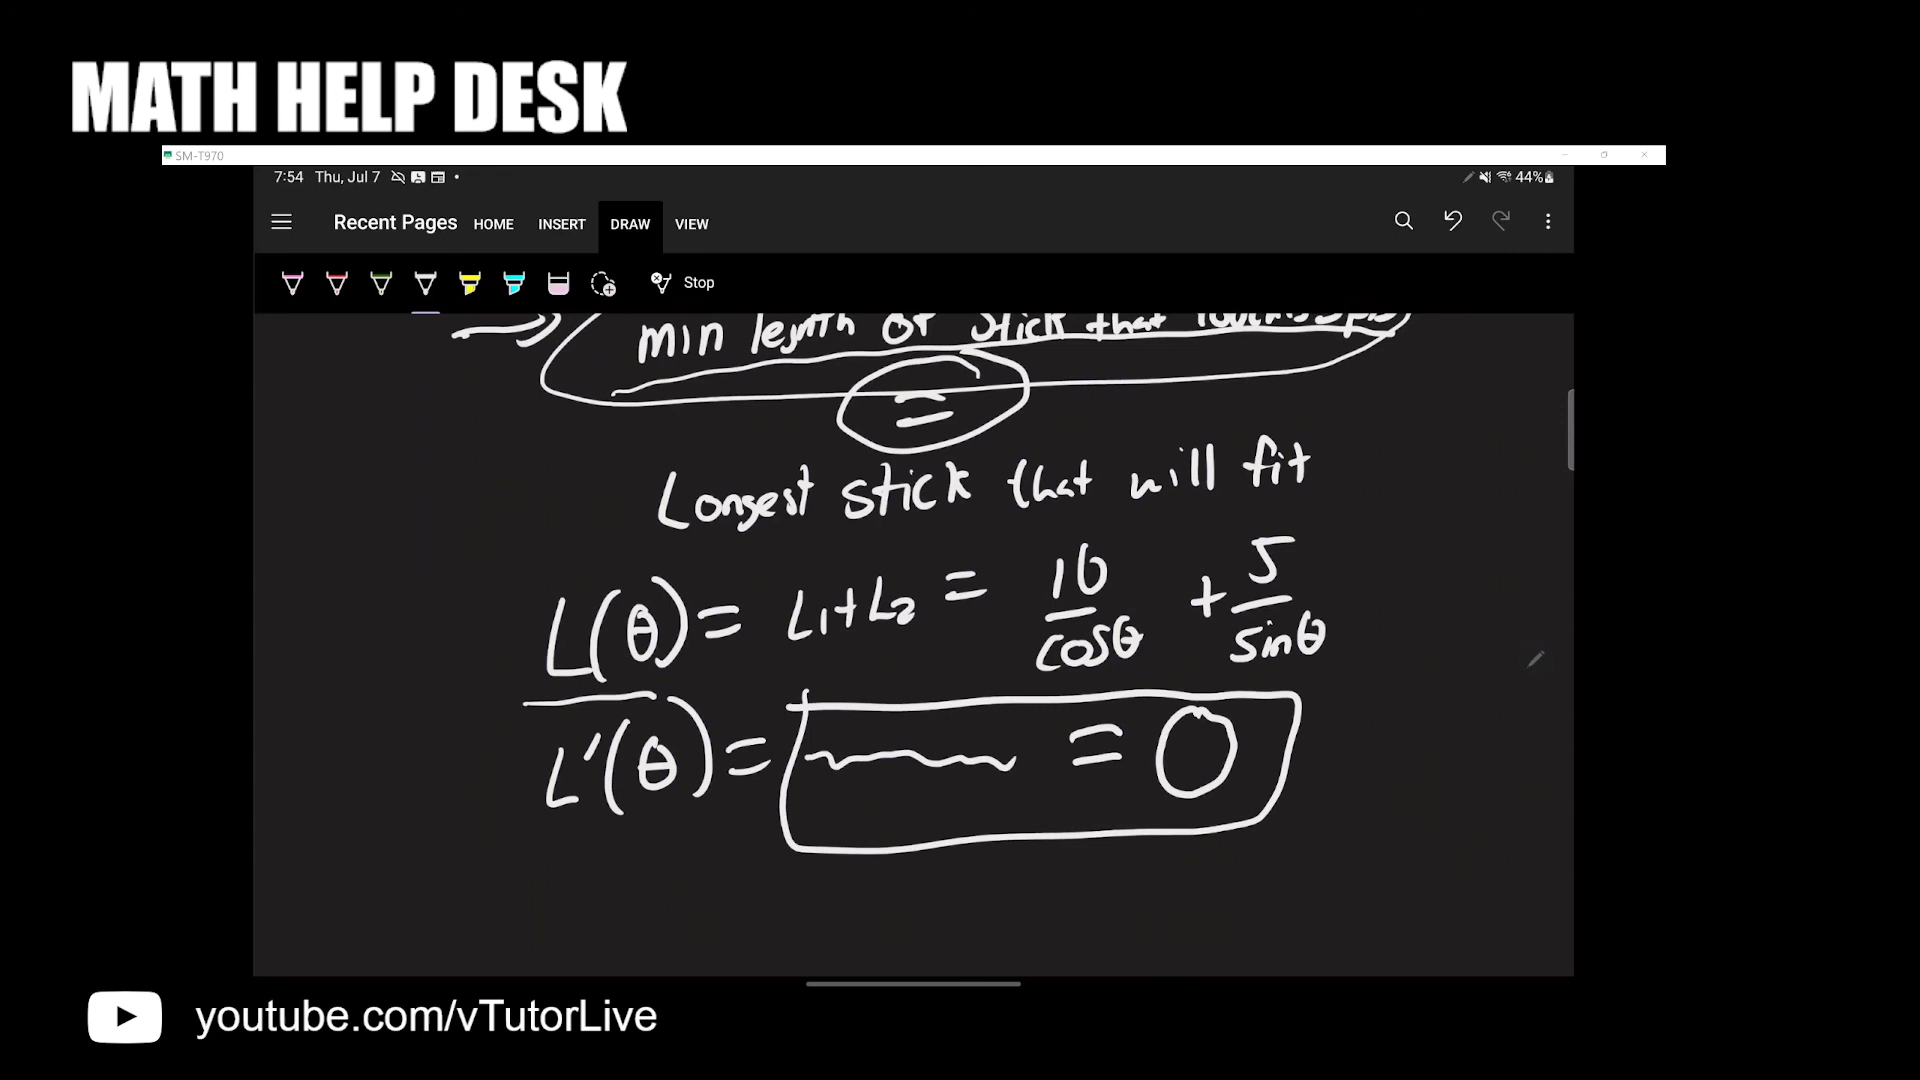 MATH HELP DESK
SM-T970
7:54 Thu, Jul 7 44%
Recent Pages HOME INSERT DRAW VIEW
Stop
min length of stick that
=
Longest stick that will fit
L(θ) = L1+L2 = 10/cosθ + 5/sinθ
L'(θ) = = 0
youtube.com/vTutorLive